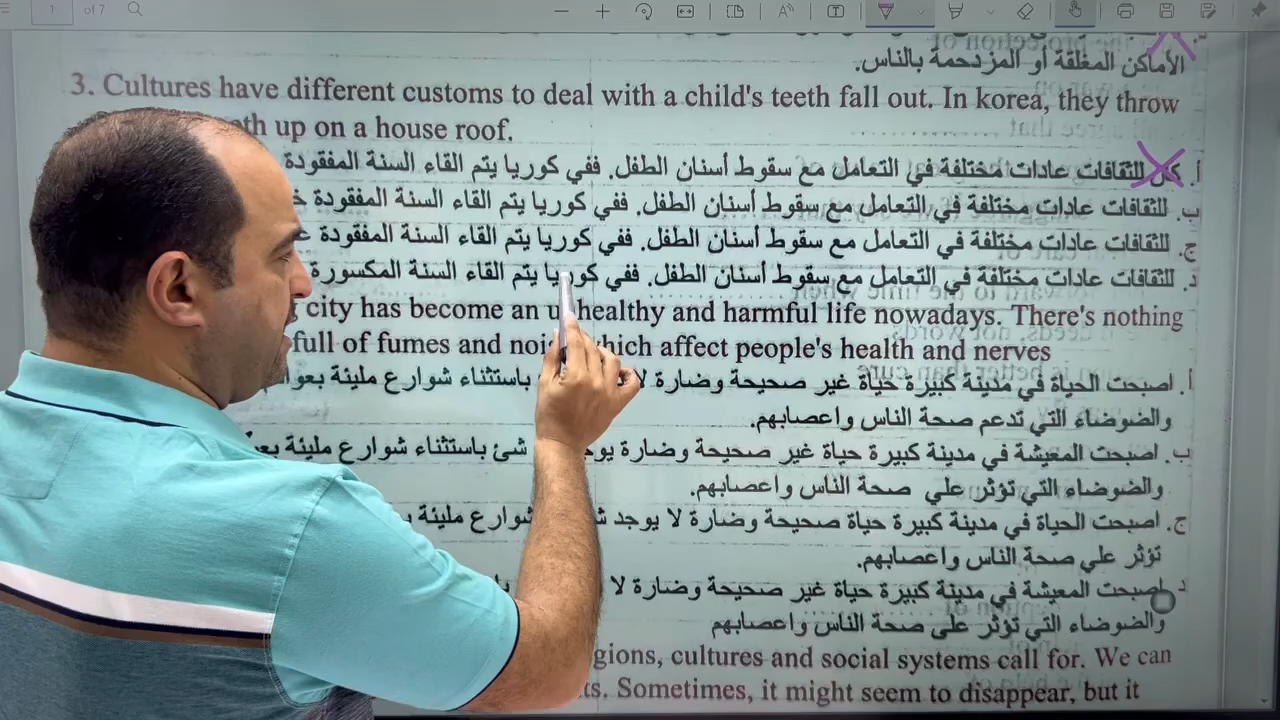 1 of 7
الأماكن المغلقة أو المزدحمة بالناس.
3. Cultures have different customs to deal with a child's teeth fall out. In korea, they throw
up on a house roof.
أ. كل للثقافات عادات مختلفة في التعامل مع سقوط أسنان الطفل. ففي كوريا يتم القاء السنة المفقودة
ب. للثقافات عادات مختلفة في التعامل مع سقوط أسنان الطفل. ففي كوريا يتم القاء السنة المفقودة
ج. للثقافات عادات مختلفة في التعامل مع سقوط أسنان الطفل. ففي كوريا يتم القاء السنة المفقودة
د. للثقافات عادات مختلفة في التعامل مع سقوط أسنان الطفل. ففي كوريا يتم القاء السنة المكسورة
city has become an unhealthy and harmful life nowadays. There's nothing
full of fumes and noise which affect people's health and nerves
أ. اصبحت الحياة في مدينة كبيرة حياة غير صحيحة وضارة باستثناء شوارع مليئة
والضوضاء التي تدعم صحة الناس واعصابهم.
ب. اصبحت المعيشة في مدينة كبيرة حياة غير صحيحة وضارة شئ باستثناء شوارع مليئة
والضوضاء التي تؤثر علي صحة الناس واعصابهم.
ج. اصبحت الحياة في مدينة كبيرة حياة صحيحة وضارة لا يوجد شوارع مليئة
تؤثر علي صحة الناس واعصابهم.
د. اصبحت المعيشة في مدينة كبيرة حياة غير صحيحة وضارة لا
والضوضاء التي تؤثر على صحة الناس واعصابهم
cultures and social systems call for. We can
Sometimes, it might seem to disappear, but it